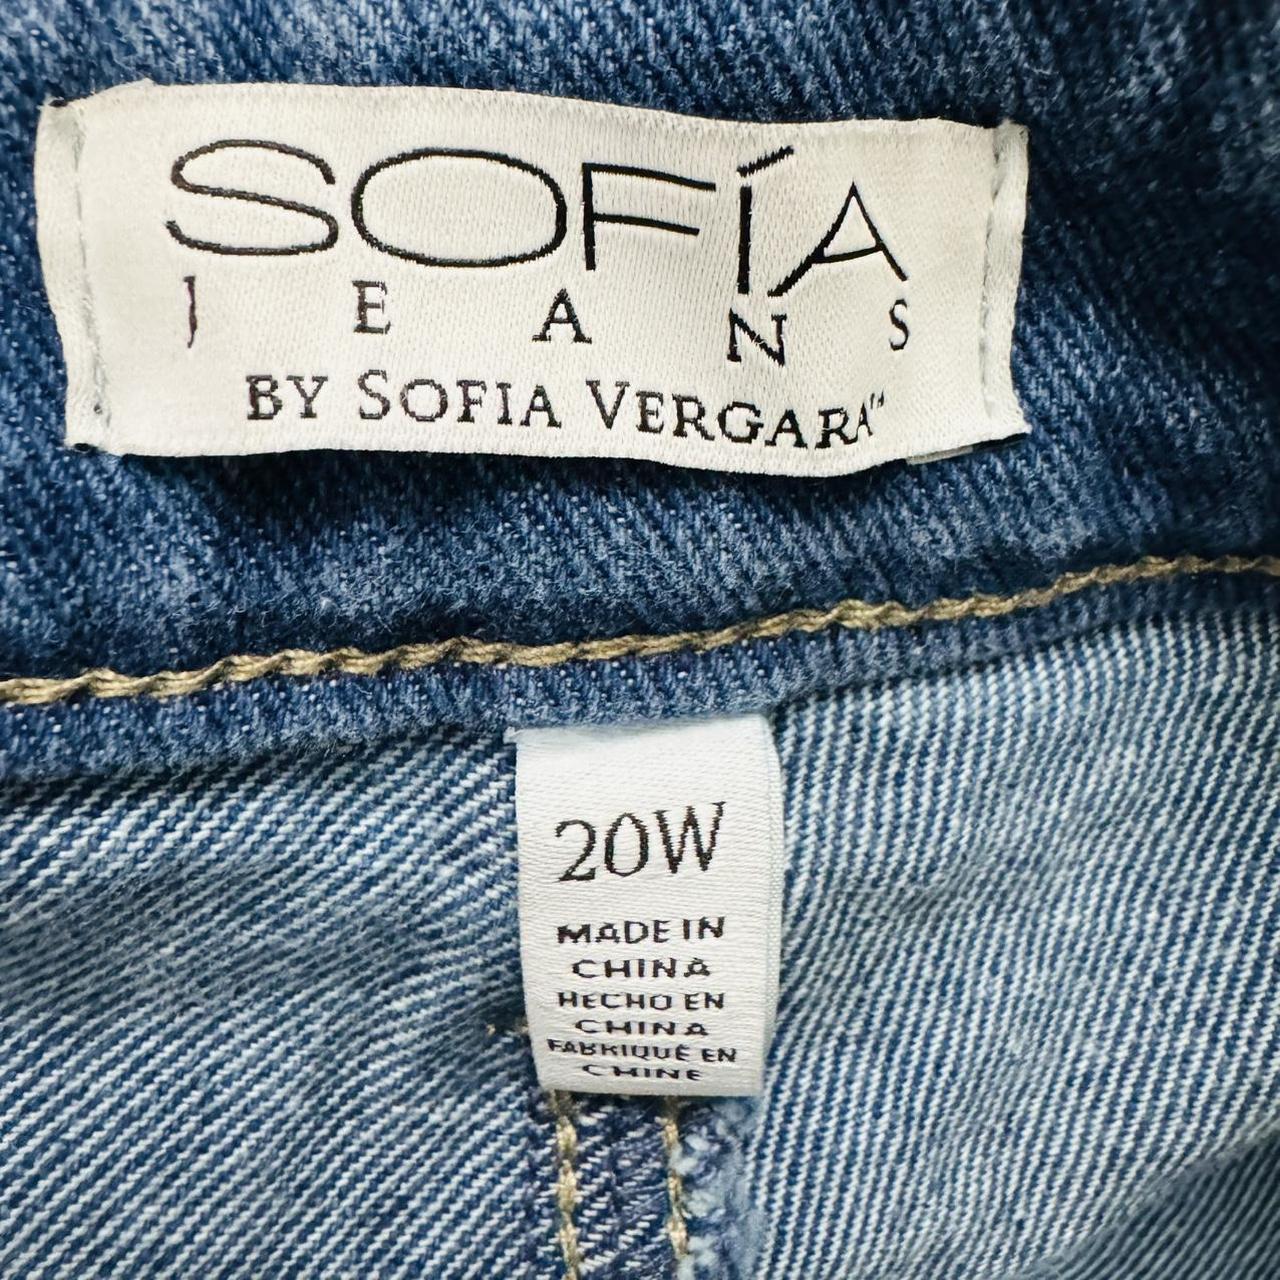 SOFÍA
JEANS
BY SOFIA VERGARA™
20W
MADE IN
CHINA
HECHO EN
CHINA
FABRIQUÉ EN
CHINE